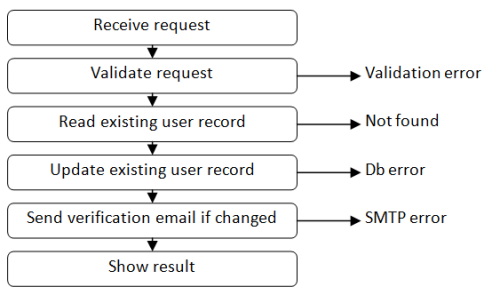 Receive request
Validate request
Validation error
Read existing user record
Not found
Update existing user record
Db error
Send verification email if changed
SMTP error
Show result